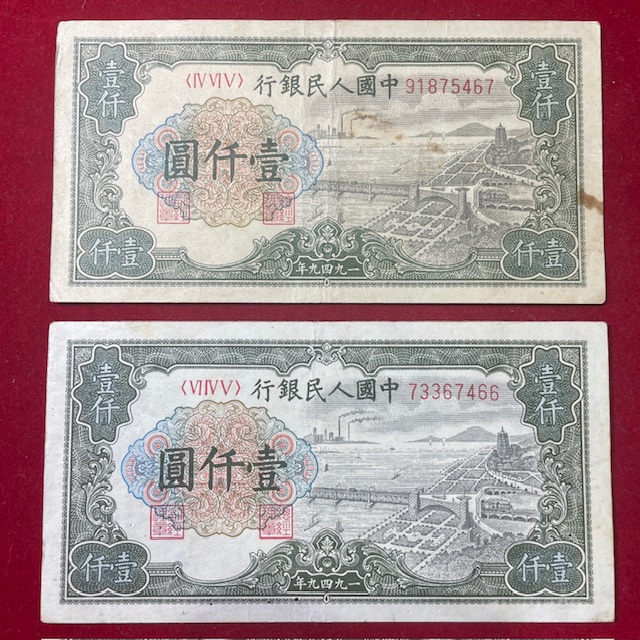 壹仟
壹仟
〈IV VI V〉
中國人民銀行
91875467
壹仟圓
壹仟
一九四九年
壹仟
壹仟
壹仟
〈VII IV V〉
中國人民銀行
73367466
壹仟圓
壹仟
一九四九年
壹仟